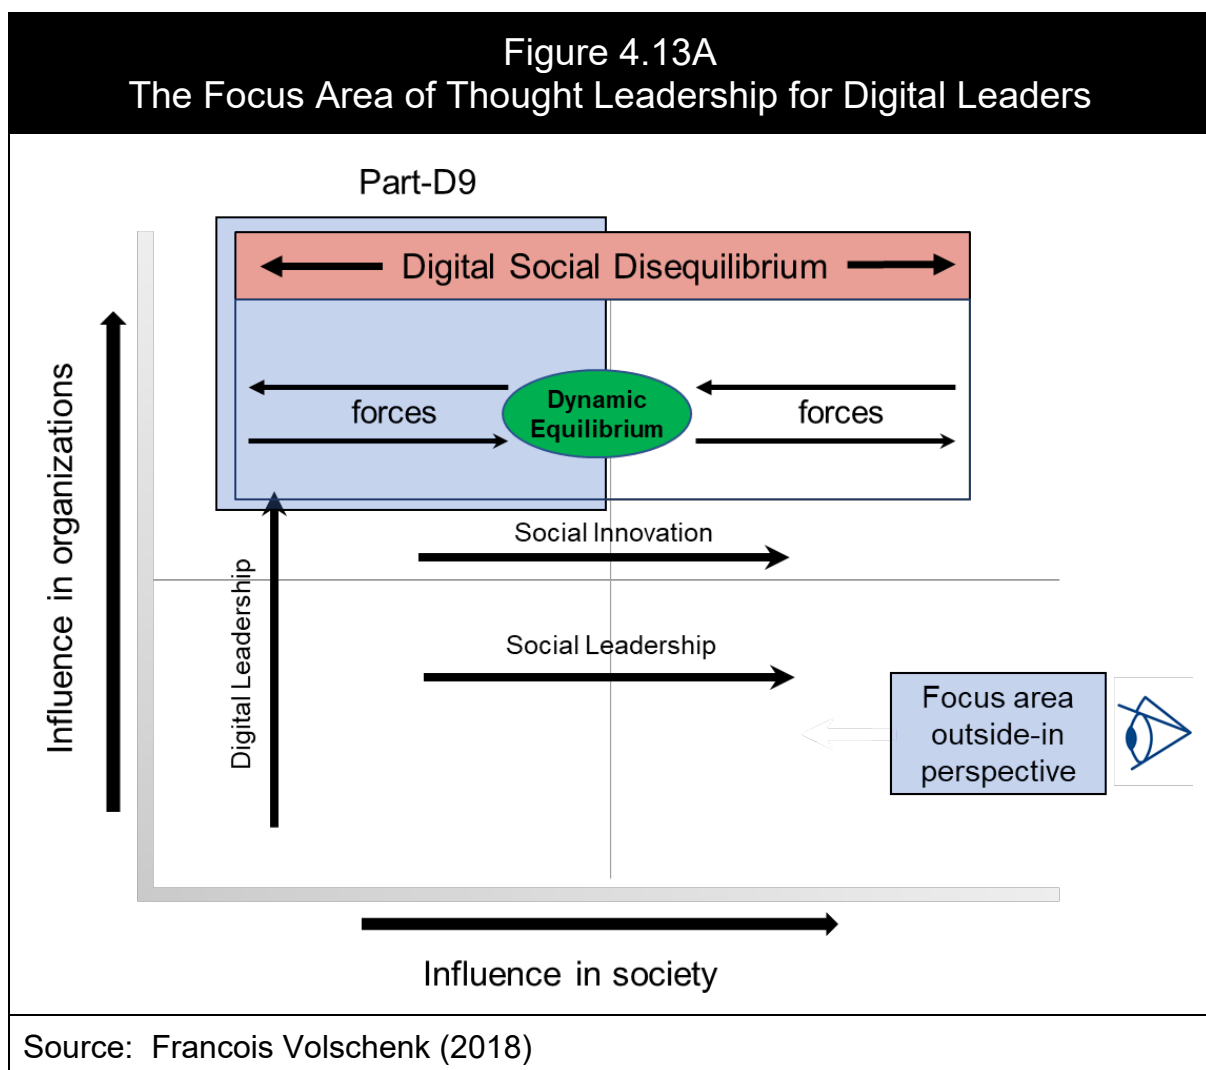 Figure 4.13A
The Focus Area of Thought Leadership for Digital Leaders
Part-D9
Digital Social Disequilibrium
forces
Dynamic
Equilibrium
forces
Social Innovation
Social Leadership
Digital Leadership
Influence in organizations
Focus area
outside-in
perspective
Influence in society
Source: Francois Volschenk (2018)